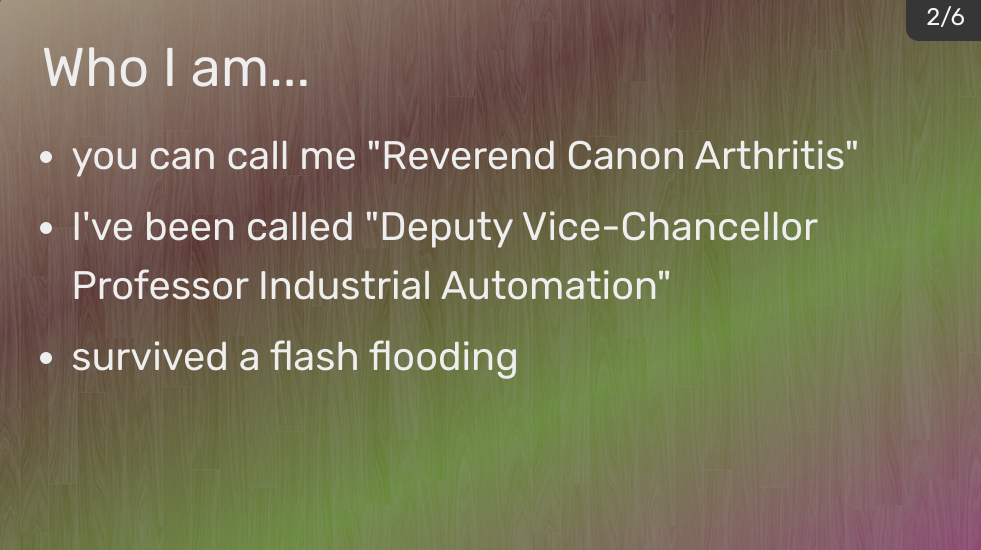 2/6
Who I am...
• you can call me "Reverend Canon Arthritis"
• I've been called "Deputy Vice-Chancellor
Professor Industrial Automation"
• survived a flash flooding